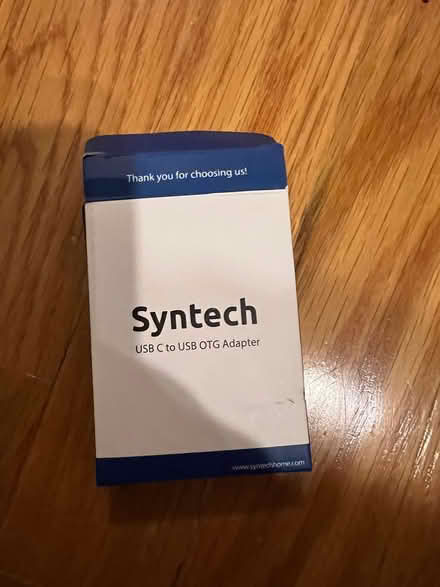 Thank you for choosing us!
Syntech
USB C to USB OTG Adapter
www.syntechhome.com